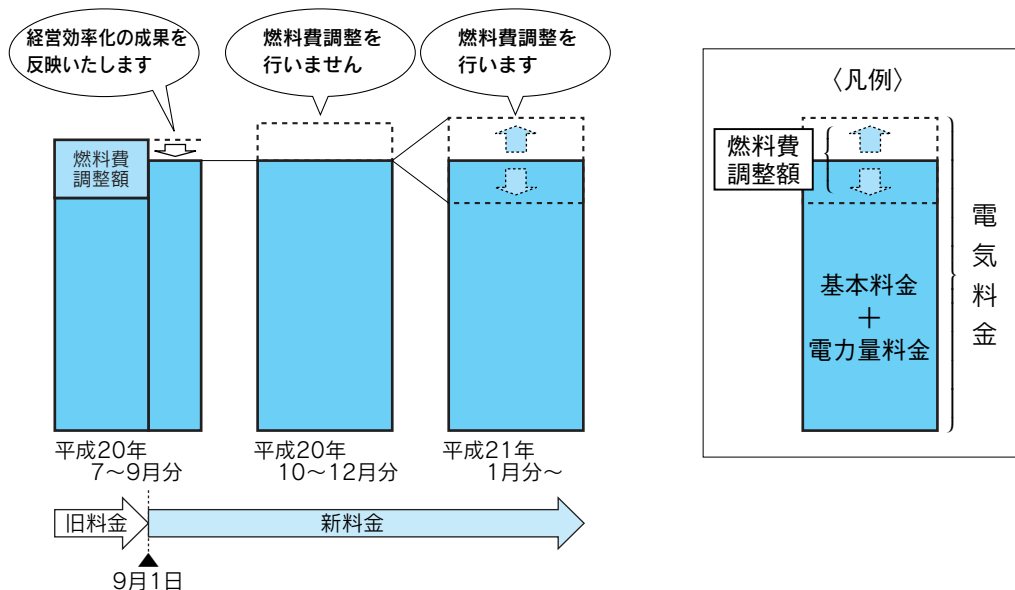 経営効率化の成果を
反映いたします
燃料費調整を
行いません
燃料費調整を
行います
燃料費
調整額
平成20年
7〜9月分
平成20年
10〜12月分
平成21年
1月分〜
旧料金
新料金
9月1日
〈凡例〉
燃料費
調整額
基本料金
＋
電力量料金
電気料金